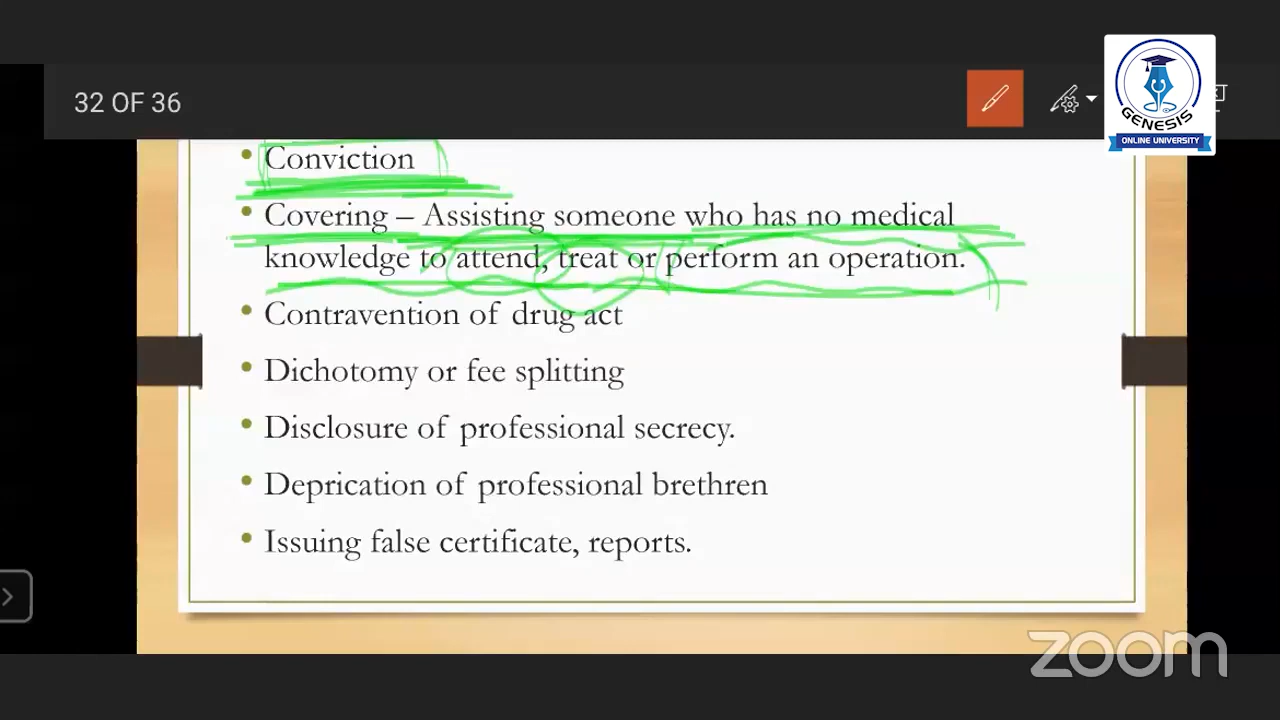 32 OF 36
GENESIS
ONLINE UNIVERSITY
• Conviction
• Covering – Assisting someone who has no medical
knowledge to attend, treat or perform an operation.
• Contravention of drug act
• Dichotomy or fee splitting
• Disclosure of professional secrecy.
• Deprication of professional brethren
• Issuing false certificate, reports.
zoom